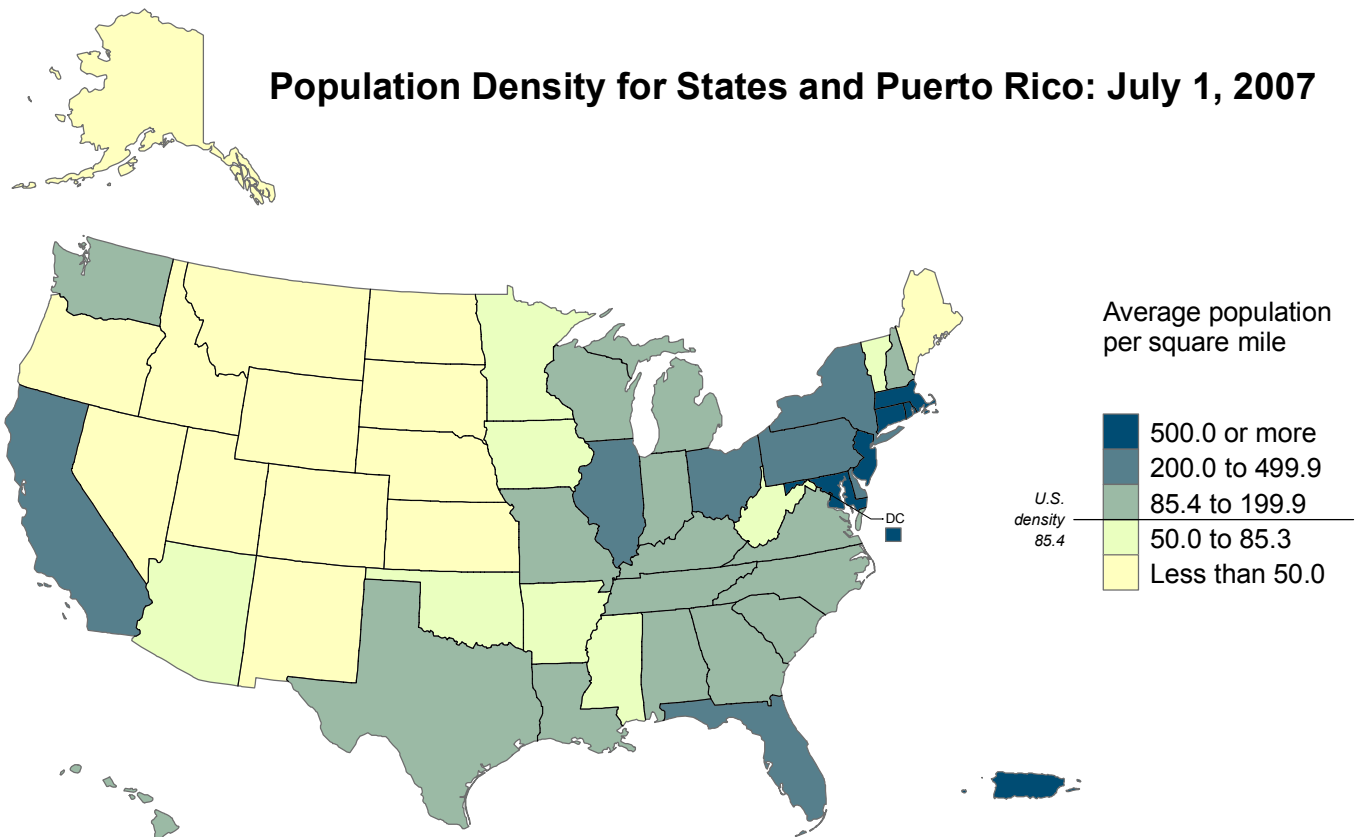 Population Density for States and Puerto Rico: July 1, 2007
Average population
per square mile
500.0 or more
200.0 to 499.9
85.4 to 199.9
50.0 to 85.3
Less than 50.0
U.S.
density
85.4
DC